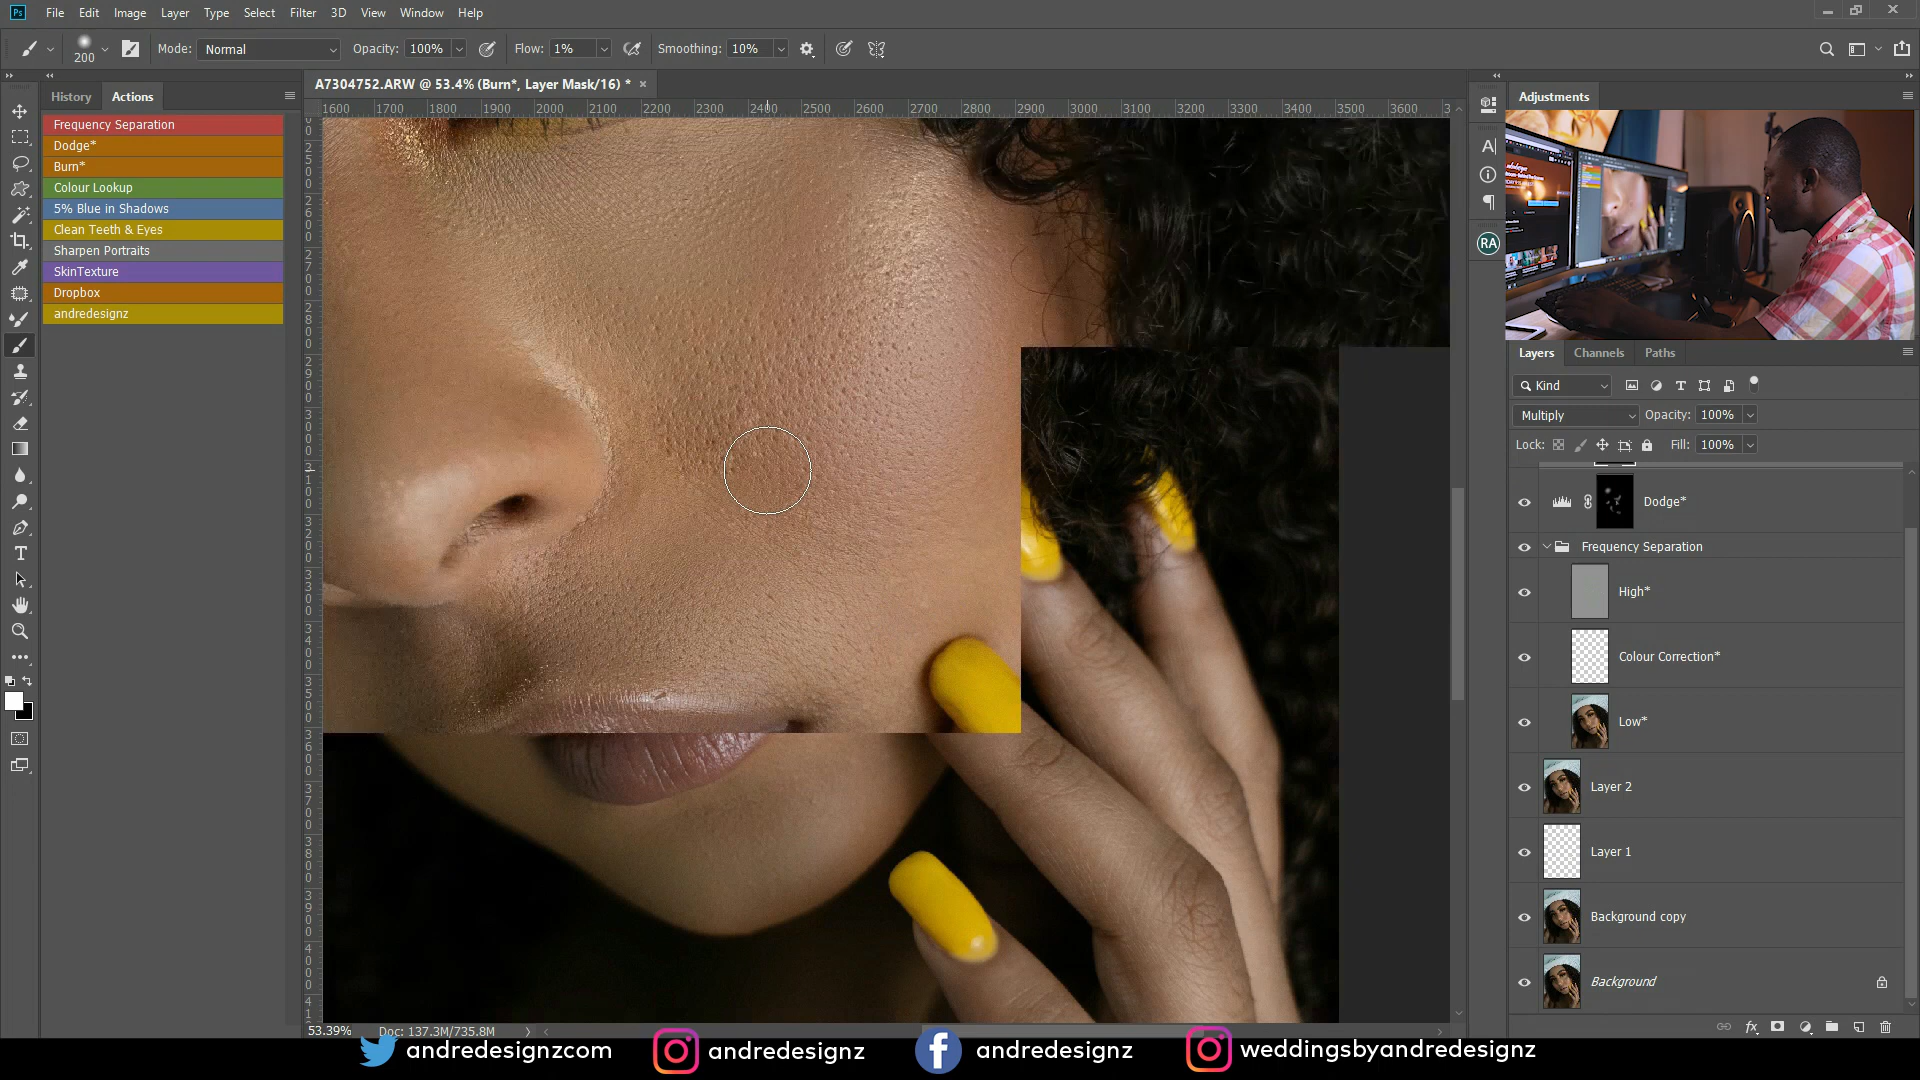 Ps File Edit Image Layer Type Select Filter 3D View Window Help
200 Mode: Normal Opacity: 100% Flow: 1% Smoothing: 10%
History Actions
A7304752.ARW @ 53.4% (Burn*, Layer Mask/16) *
1600 1700 1800 1900 2000 2100 2200 2300 2400 2500 2600 2700 2800 2900 3000 3100 3200 3300 3400 3500 3600
Frequency Separation
Dodge*
Burn*
Colour Lookup
5% Blue in Shadows
Clean Teeth & Eyes
Sharpen Portraits
SkinTexture
Dropbox
andredesignz
Adjustments
RA
Layers Channels Paths
Kind
Multiply Opacity: 100%
Lock: Fill: 100%
Dodge*
Frequency Separation
High*
Colour Correction*
Low*
Layer 2
Layer 1
Background copy
Background
53.39% Doc: 137.3M/735.8M
andredesignzcom andredesignz andredesignz weddingsbyandredesignz